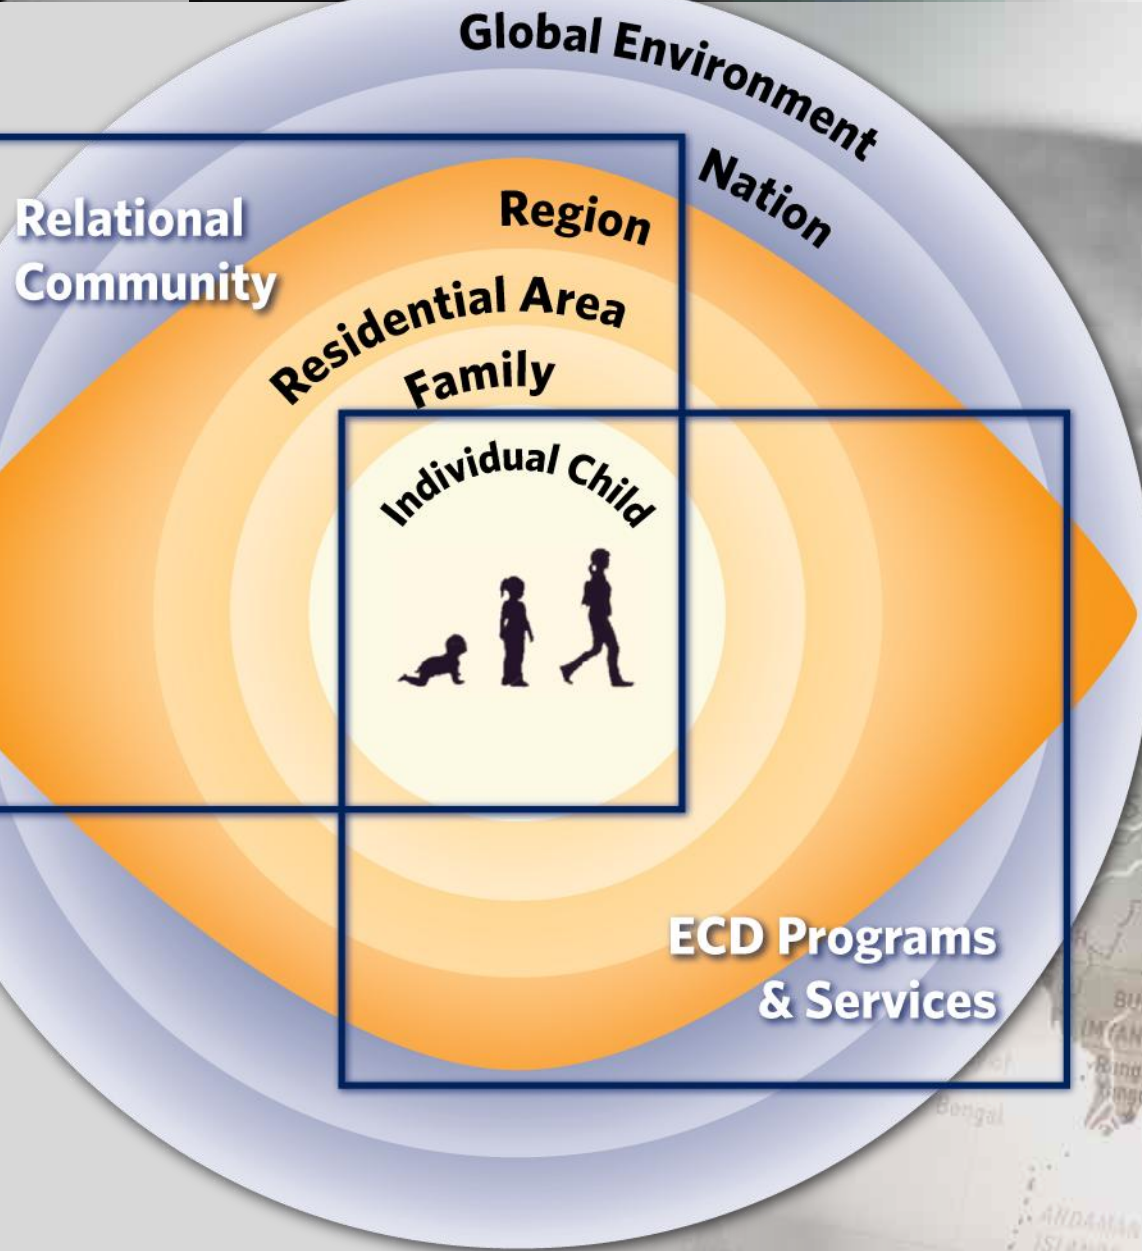 Global Environment
Nation
Relational
Community
Region
Residential Area
Family
Individual Child
ECD Programs
& Services
Bengal